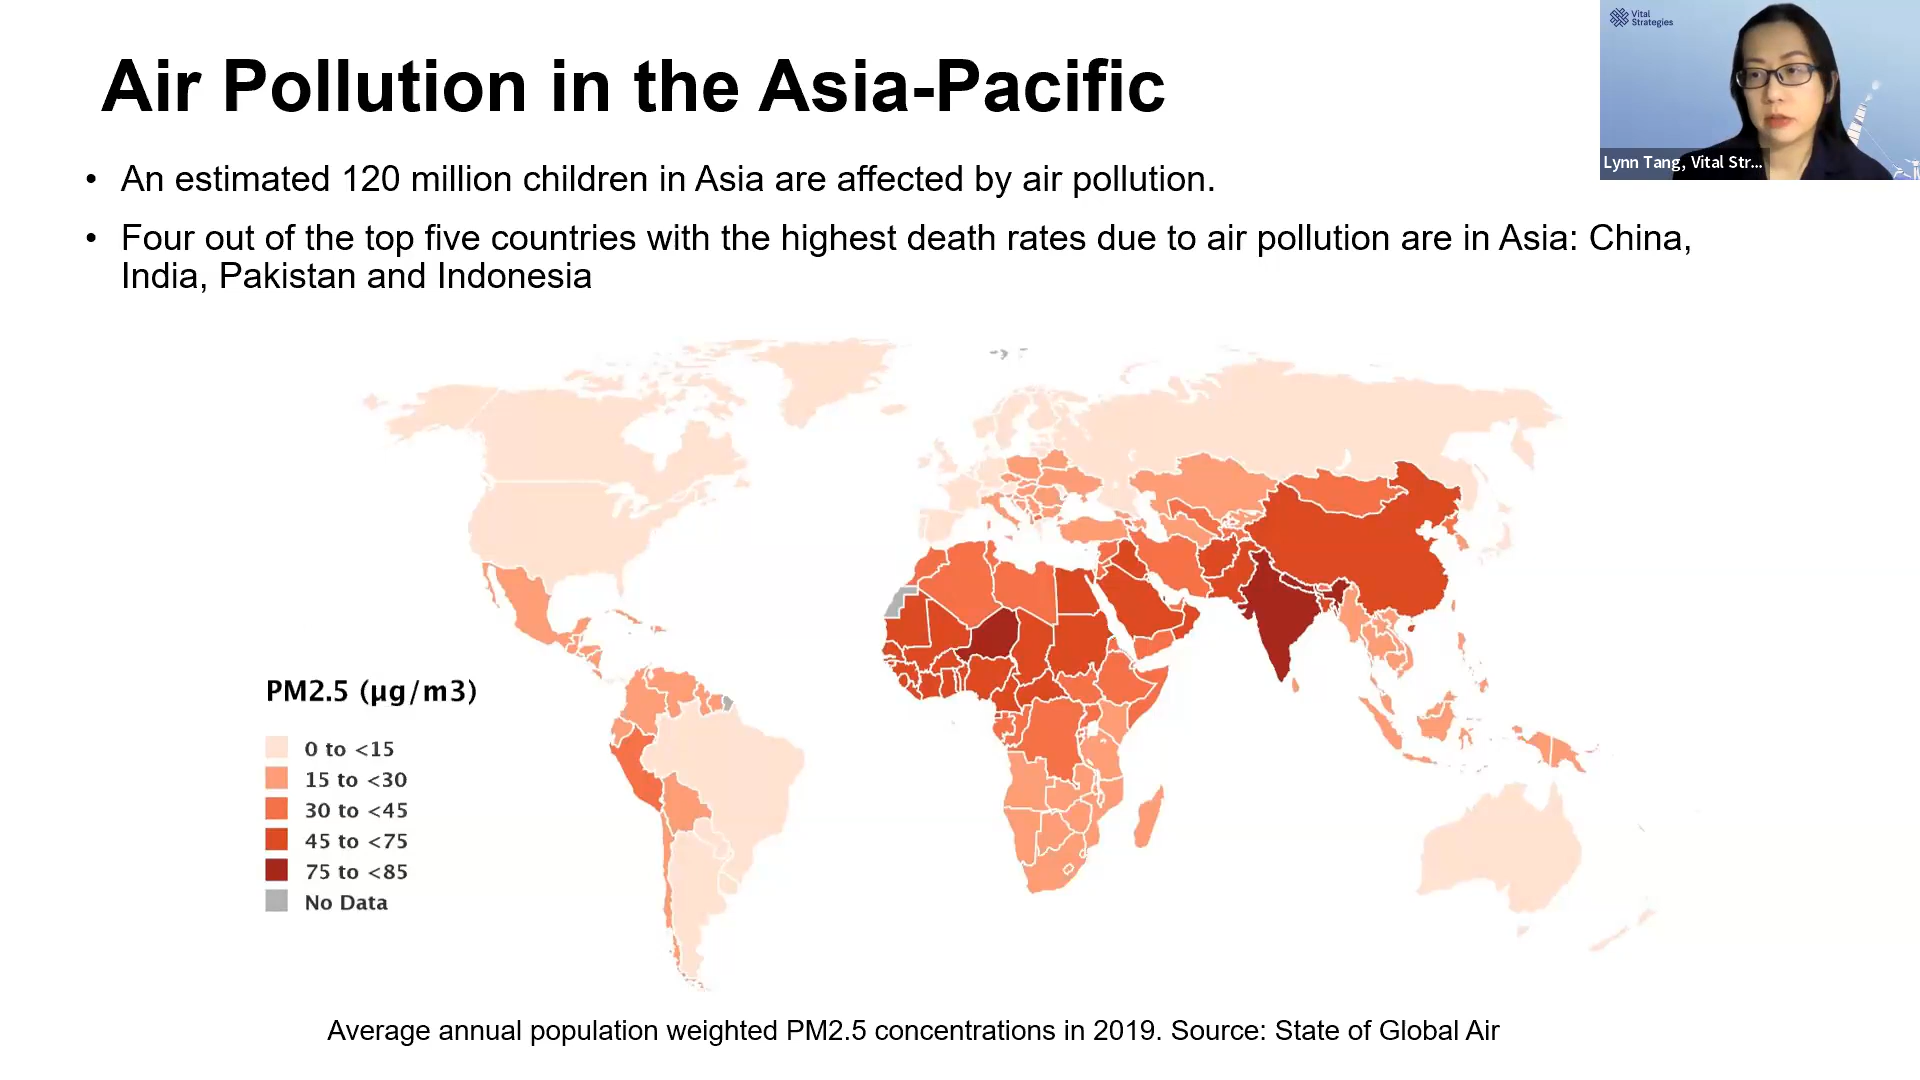 Air Pollution in the Asia-Pacific
Vital
Strategies
Lynn Tang, Vital Str...
• An estimated 120 million children in Asia are affected by air pollution.
• Four out of the top five countries with the highest death rates due to air pollution are in Asia: China,
India, Pakistan and Indonesia
PM2.5 (µg/m3)
0 to <15
15 to <30
30 to <45
45 to <75
75 to <85
No Data
Average annual population weighted PM2.5 concentrations in 2019. Source: State of Global Air